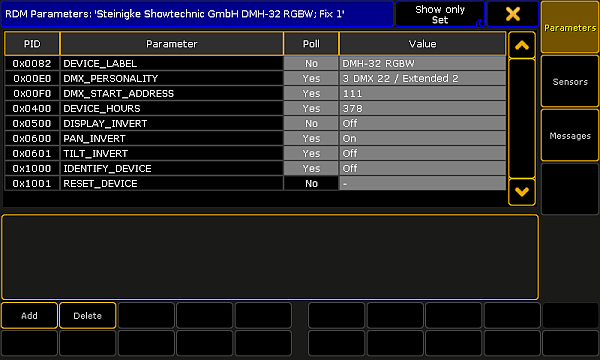 RDM Parameters: 'Steinigke Showtechnic GmbH DMH-32 RGBW; Fix 1'
Show only
Set
Parameters
PID Parameter Poll Value
0x0082 DEVICE_LABEL No DMH-32 RGBW
0x00E0 DMX_PERSONALITY Yes 3 DMX 22 / Extended 2
0x00F0 DMX_START_ADDRESS Yes 111
0x0400 DEVICE_HOURS Yes 378
0x0500 DISPLAY_INVERT No Off
0x0600 PAN_INVERT Yes On
0x0601 TILT_INVERT Yes Off
0x1000 IDENTIFY_DEVICE Yes Off
0x1001 RESET_DEVICE No -
Sensors
Messages
Add Delete